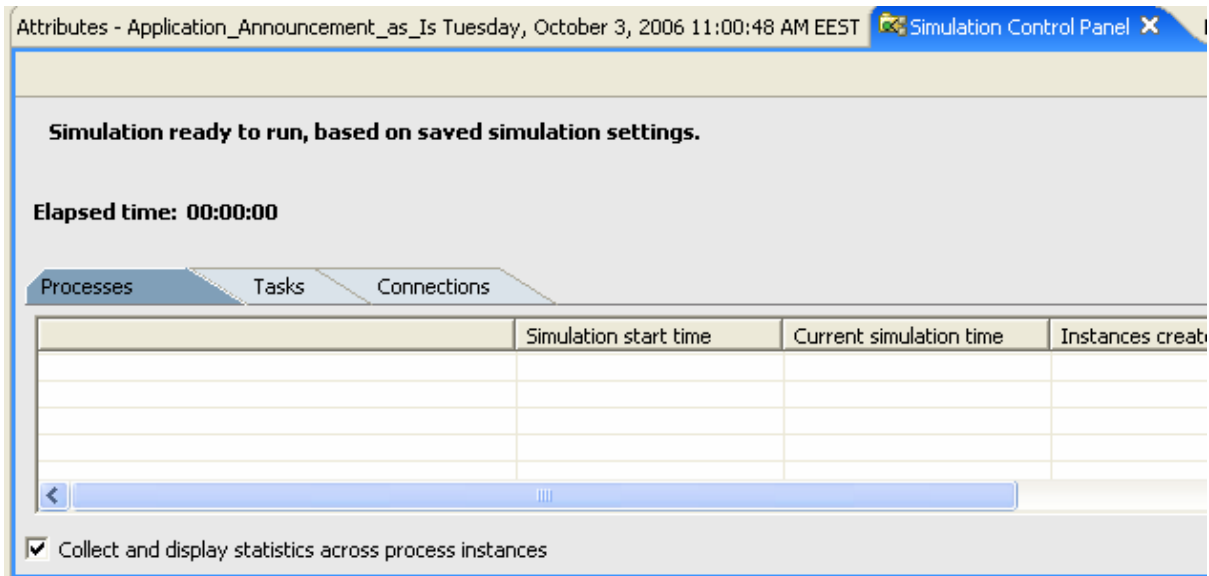 Attributes - Application_Announcement_as_Is Tuesday, October 3, 2006 11:00:48 AM EEST Simulation Control Panel
Simulation ready to run, based on saved simulation settings.
Elapsed time: 00:00:00
Processes Tasks Connections
Simulation start time Current simulation time Instances
Collect and display statistics across process instances